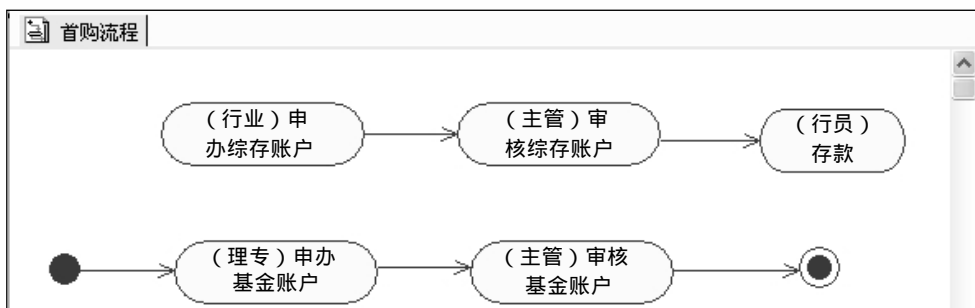 首购流程
（行业）申
办综存账户
（主管）审
核综存账户
（行员）
存款
（理专）申办
基金账户
（主管）审核
基金账户